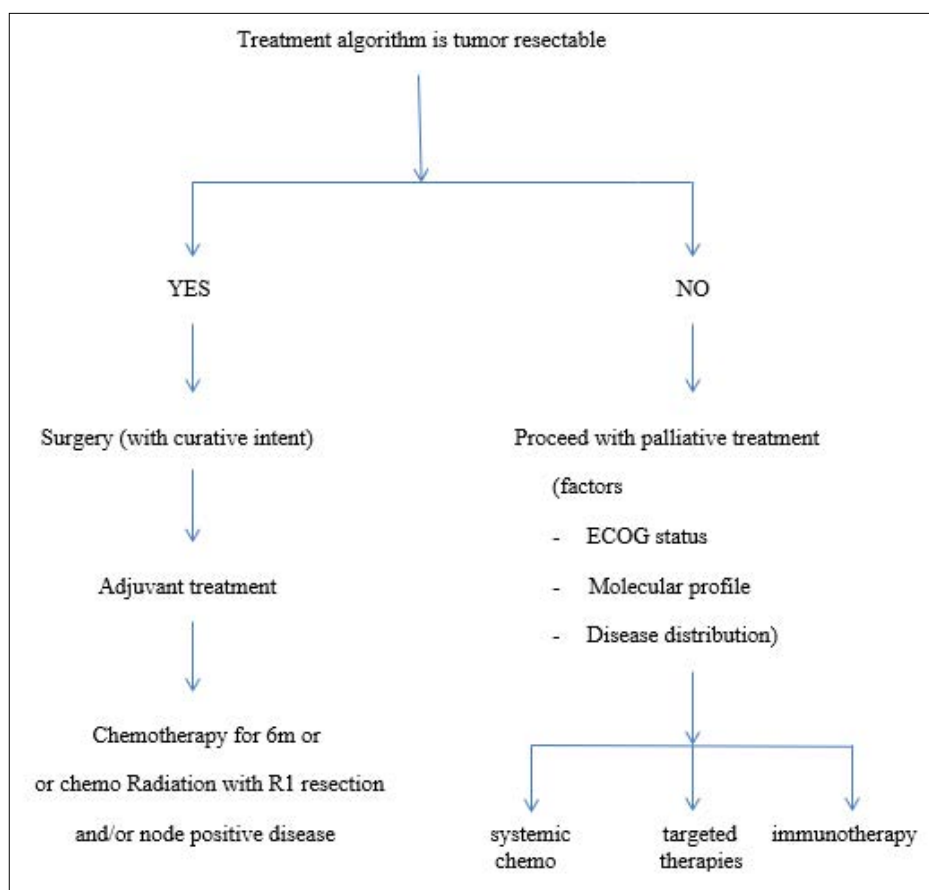 Treatment algorithm is tumor resectable
YES
NO
Surgery (with curative intent)
Proceed with palliative treatment
(factors
- ECOG status
- Molecular profile
- Disease distribution)
Adjuvant treatment
Chemotherapy for 6m or
or chemo Radiation with R1 resection
and/or node positive disease
systemic
chemo
targeted
therapies
immunotherapy